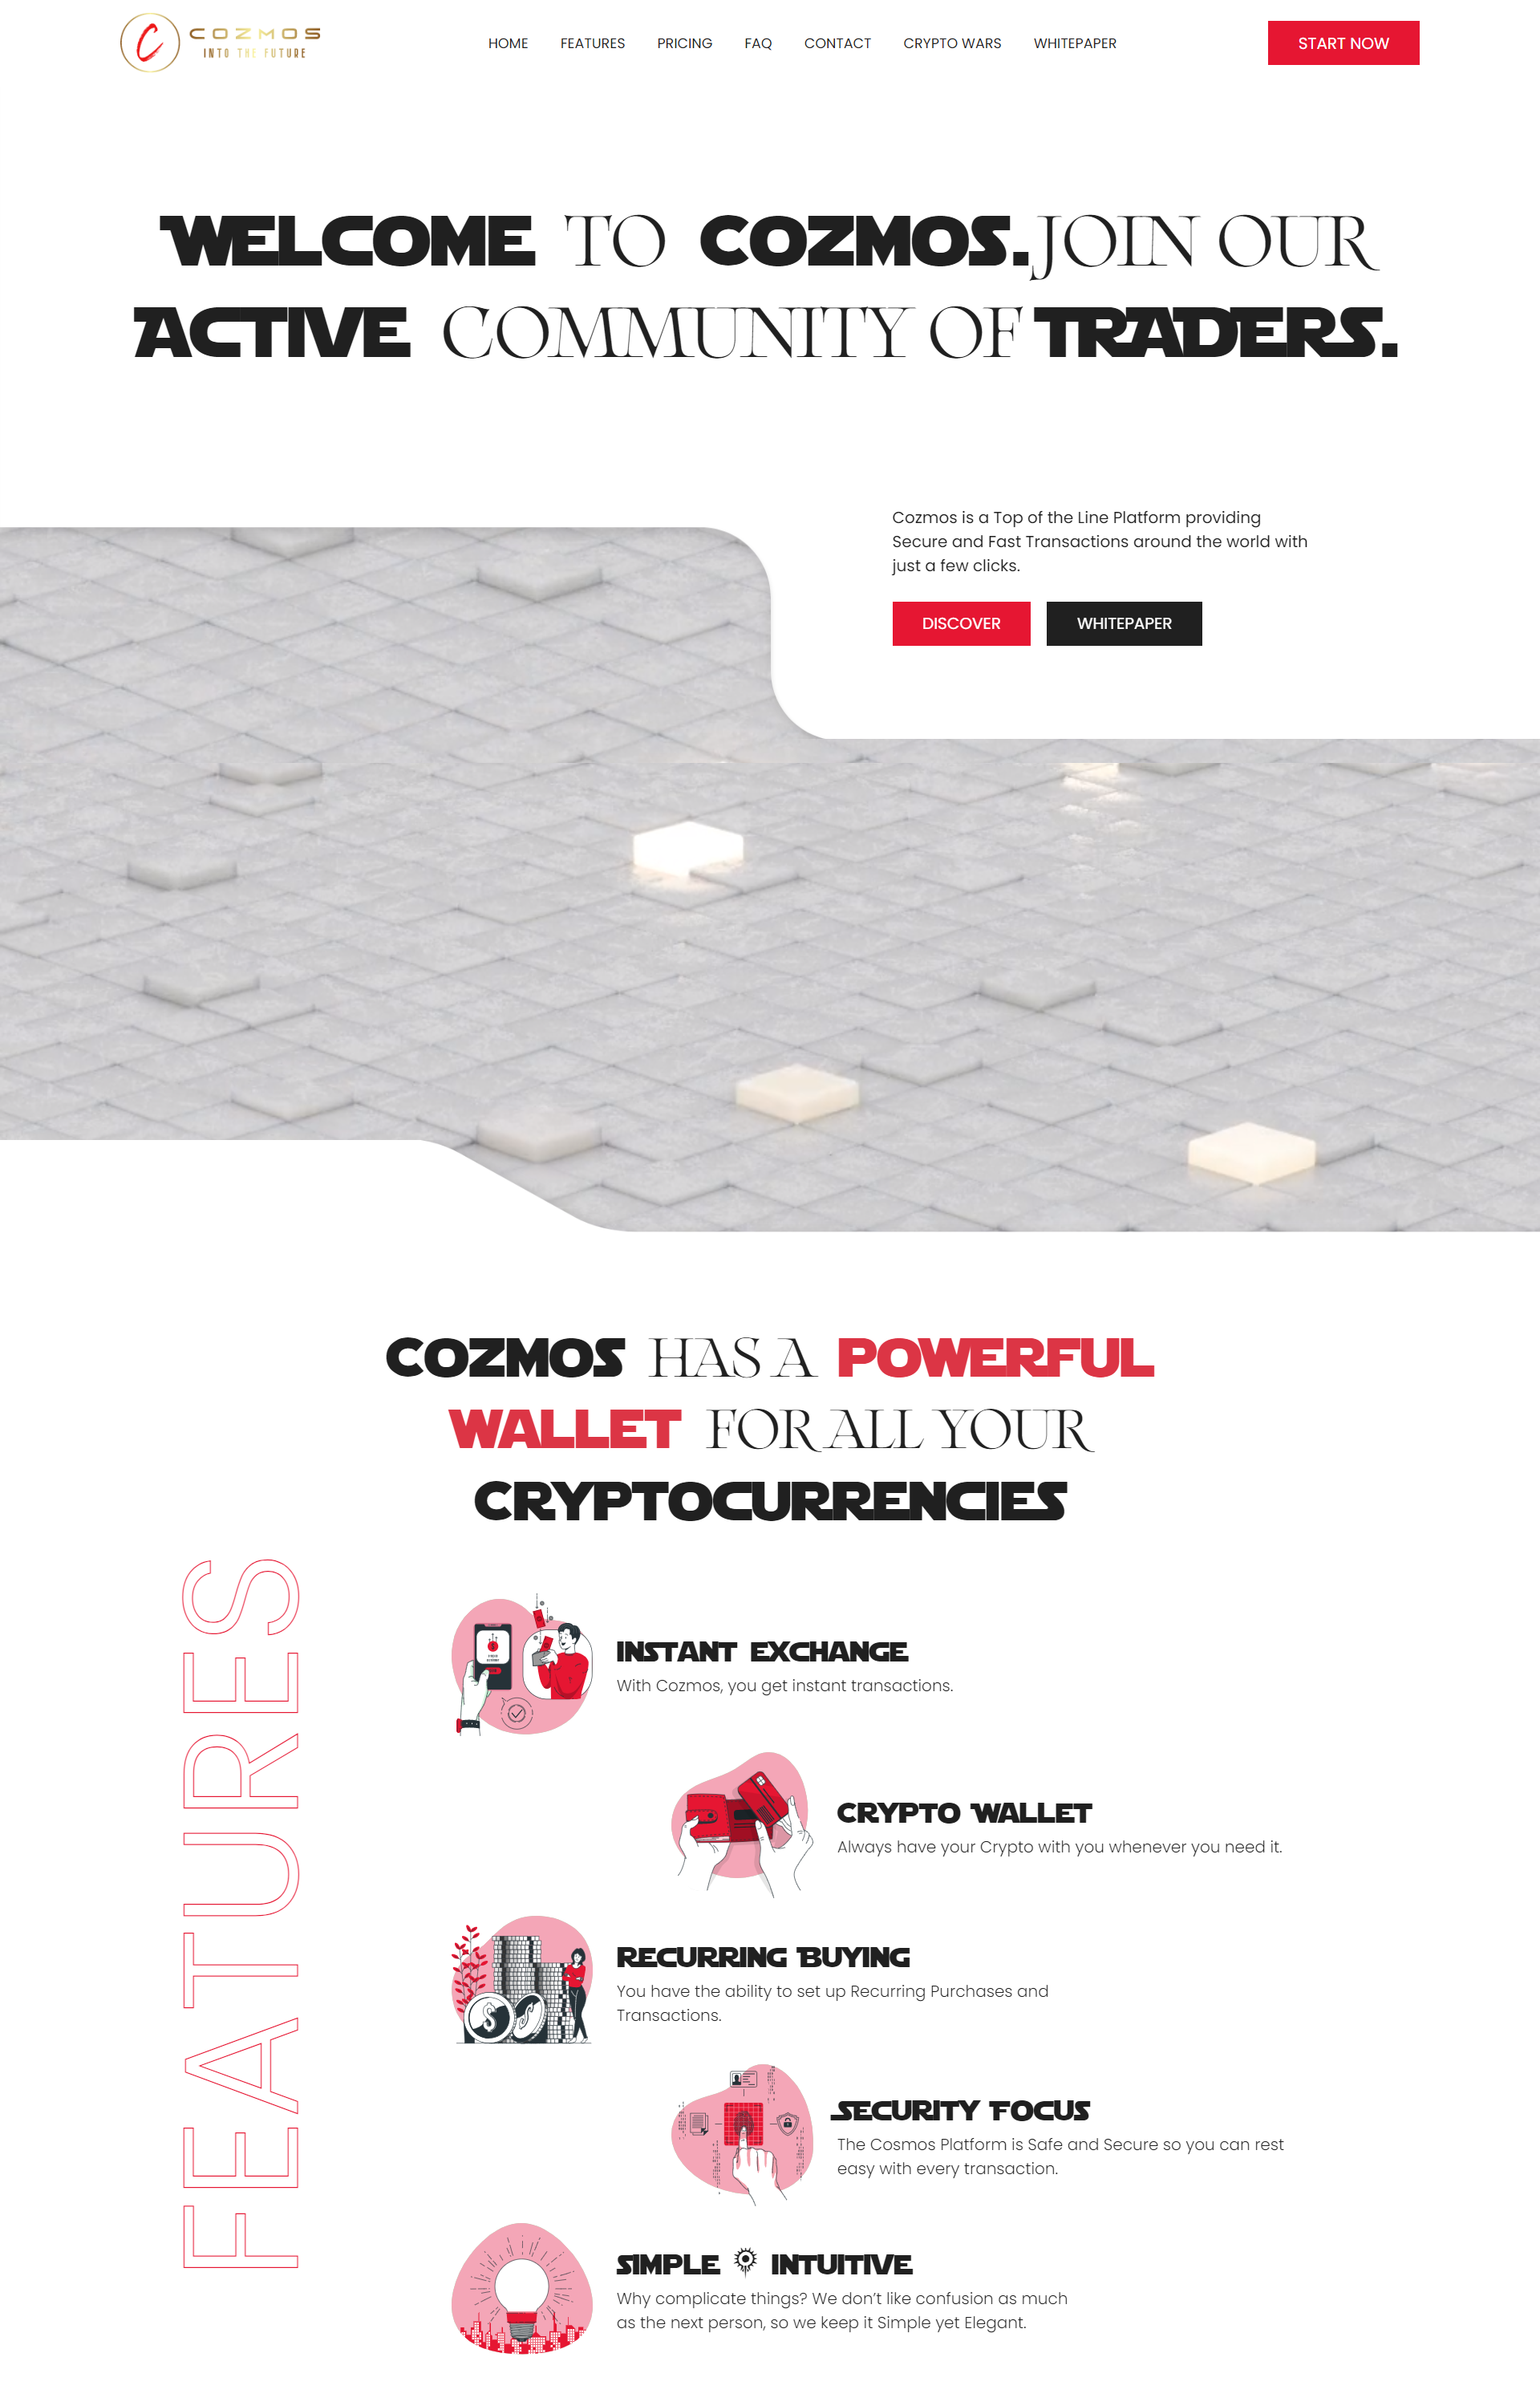 COZMOS
INTO THE FUTURE
HOME FEATURES PRICING FAQ CONTACT CRYPTO WARS WHITEPAPER
START NOW
WELCOME TO COZMOS. JOIN OUR
ACTIVE COMMUNITY OF TRADERS.
Cozmos is a Top of the Line Platform providing
Secure and Fast Transactions around the world with
just a few clicks.
DISCOVER WHITEPAPER
COZMOS HAS A POWERFUL
WALLET FOR ALL YOUR
CRYPTOCURRENCIES
FEATURES
INSTANT EXCHANGE
With Cozmos, you get instant transactions.
CRYPTO WALLET
Always have your Crypto with you whenever you need it.
RECURRING BUYING
You have the ability to set up Recurring Purchases and
Transactions.
SECURITY FOCUS
The Cosmos Platform is Safe and Secure so you can rest
easy with every transaction.
SIMPLE INTUITIVE
Why complicate things? We don’t like confusion as much
as the next person, so we keep it Simple yet Elegant.